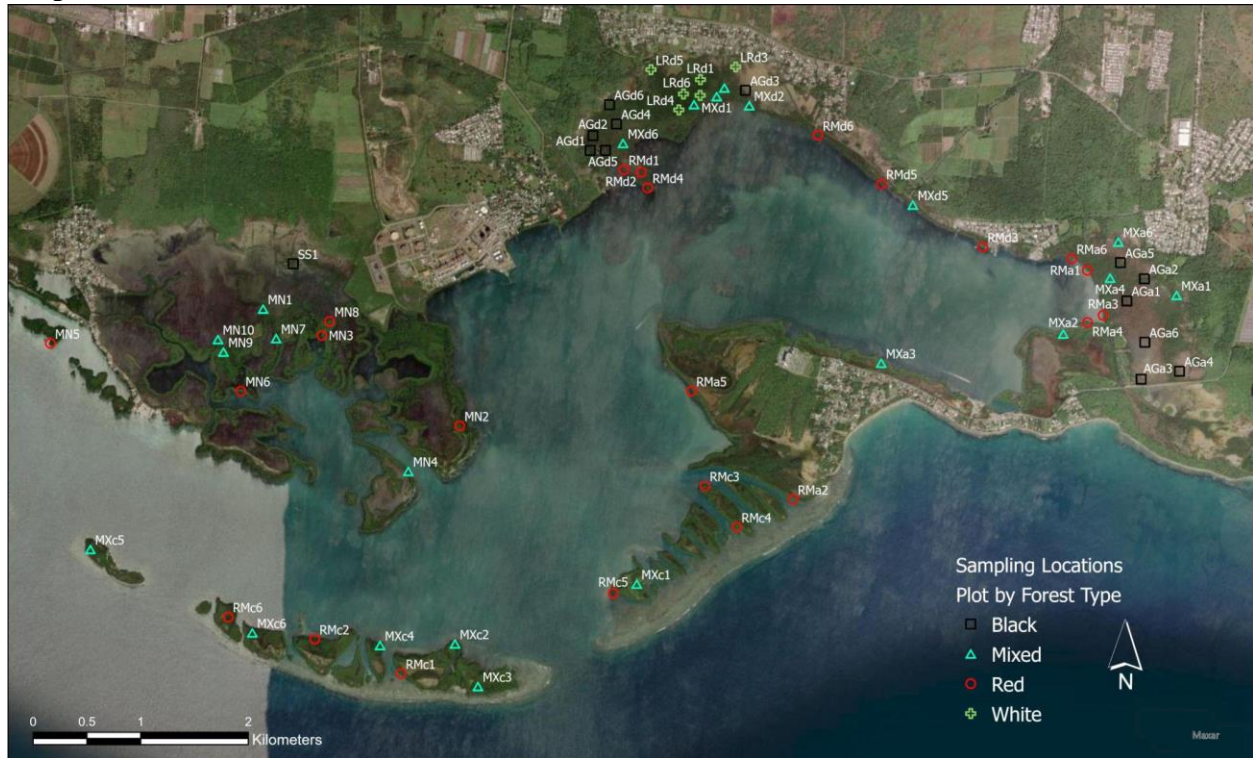 LRd5
LRd3
LRd1
LRd6
AGd3
MXd2
LRd4
MXd1
AGd6
AGd4
AGd2
AGd1
MXd6
AGd5
RMd1
RMd2
RMd4
RMd6
RMd5
MXd5
RMd3
MXa6
RMa6
AGa5
RMa1
AGa2
MXa4
MXa1
AGa1
RMa3
MXa2
RMa4
AGa6
AGa3
AGa4
MXa3
SS1
MN1
MN8
MN10
MN7
MN3
MN9
MN5
MN6
MN2
MN4
RMa5
RMc3
RMa2
RMc4
RMc5
MXc1
MXc5
RMc6
MXc6
RMc2
MXc4
MXc2
RMc1
MXc3
Sampling Locations
Plot by Forest Type
Black
Mixed
Red
White
N
0 0.5 1 2
Kilometers
Maxar